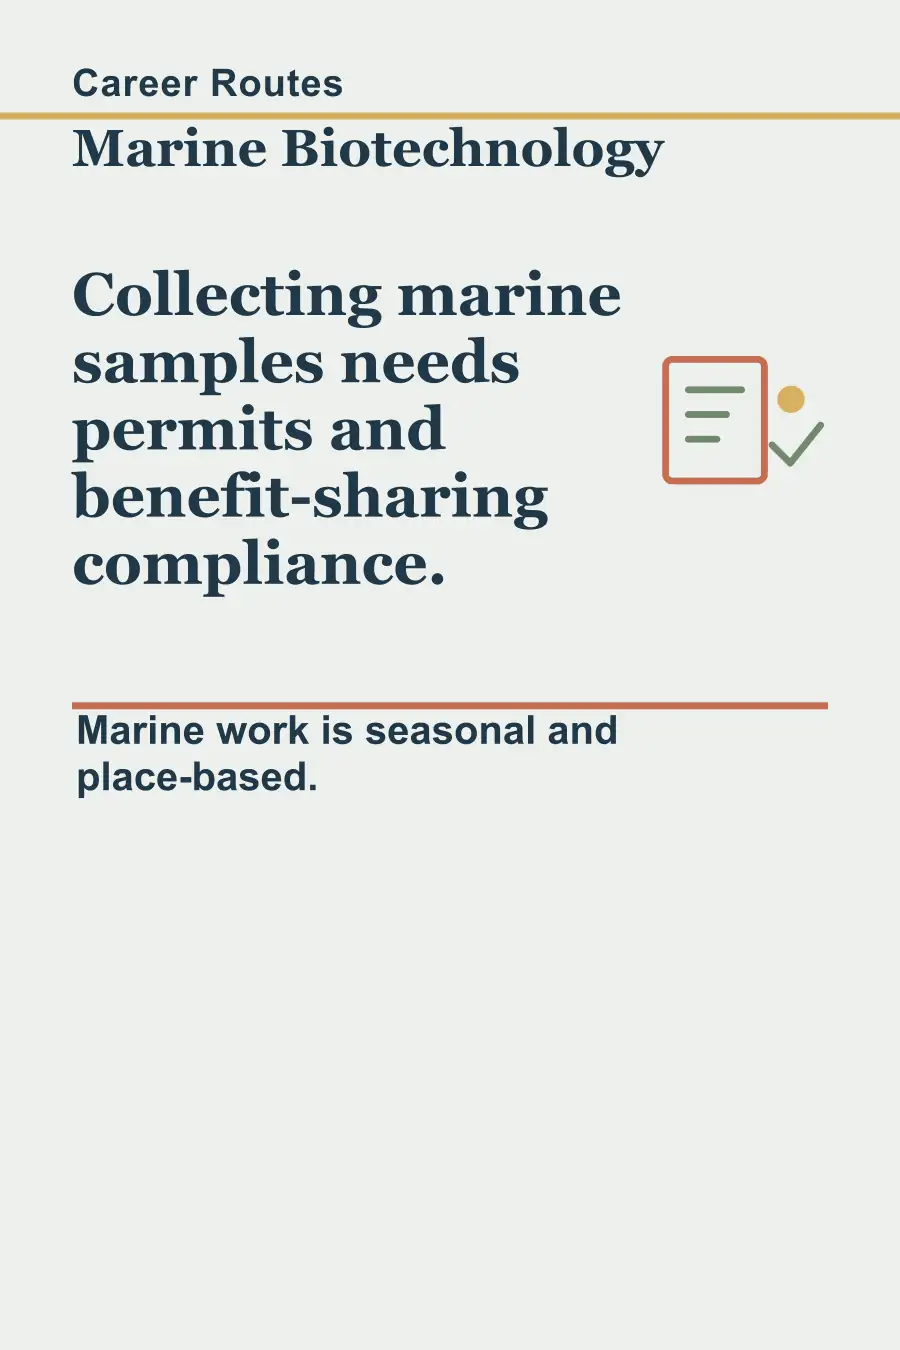 Career Routes
Marine Biotechnology
Collecting marine
samples needs
permits and
benefit-sharing
compliance.
Marine work is seasonal and
place-based.